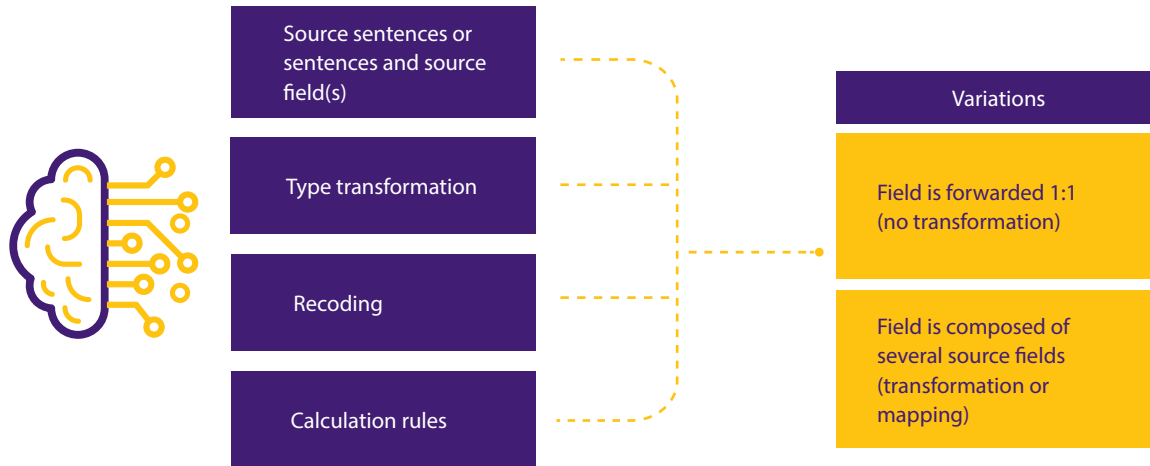 Source sentences or
sentences and source
field(s)
Type transformation
Recoding
Calculation rules
Variations
Field is forwarded 1:1
(no transformation)
Field is composed of
several source fields
(transformation or
mapping)